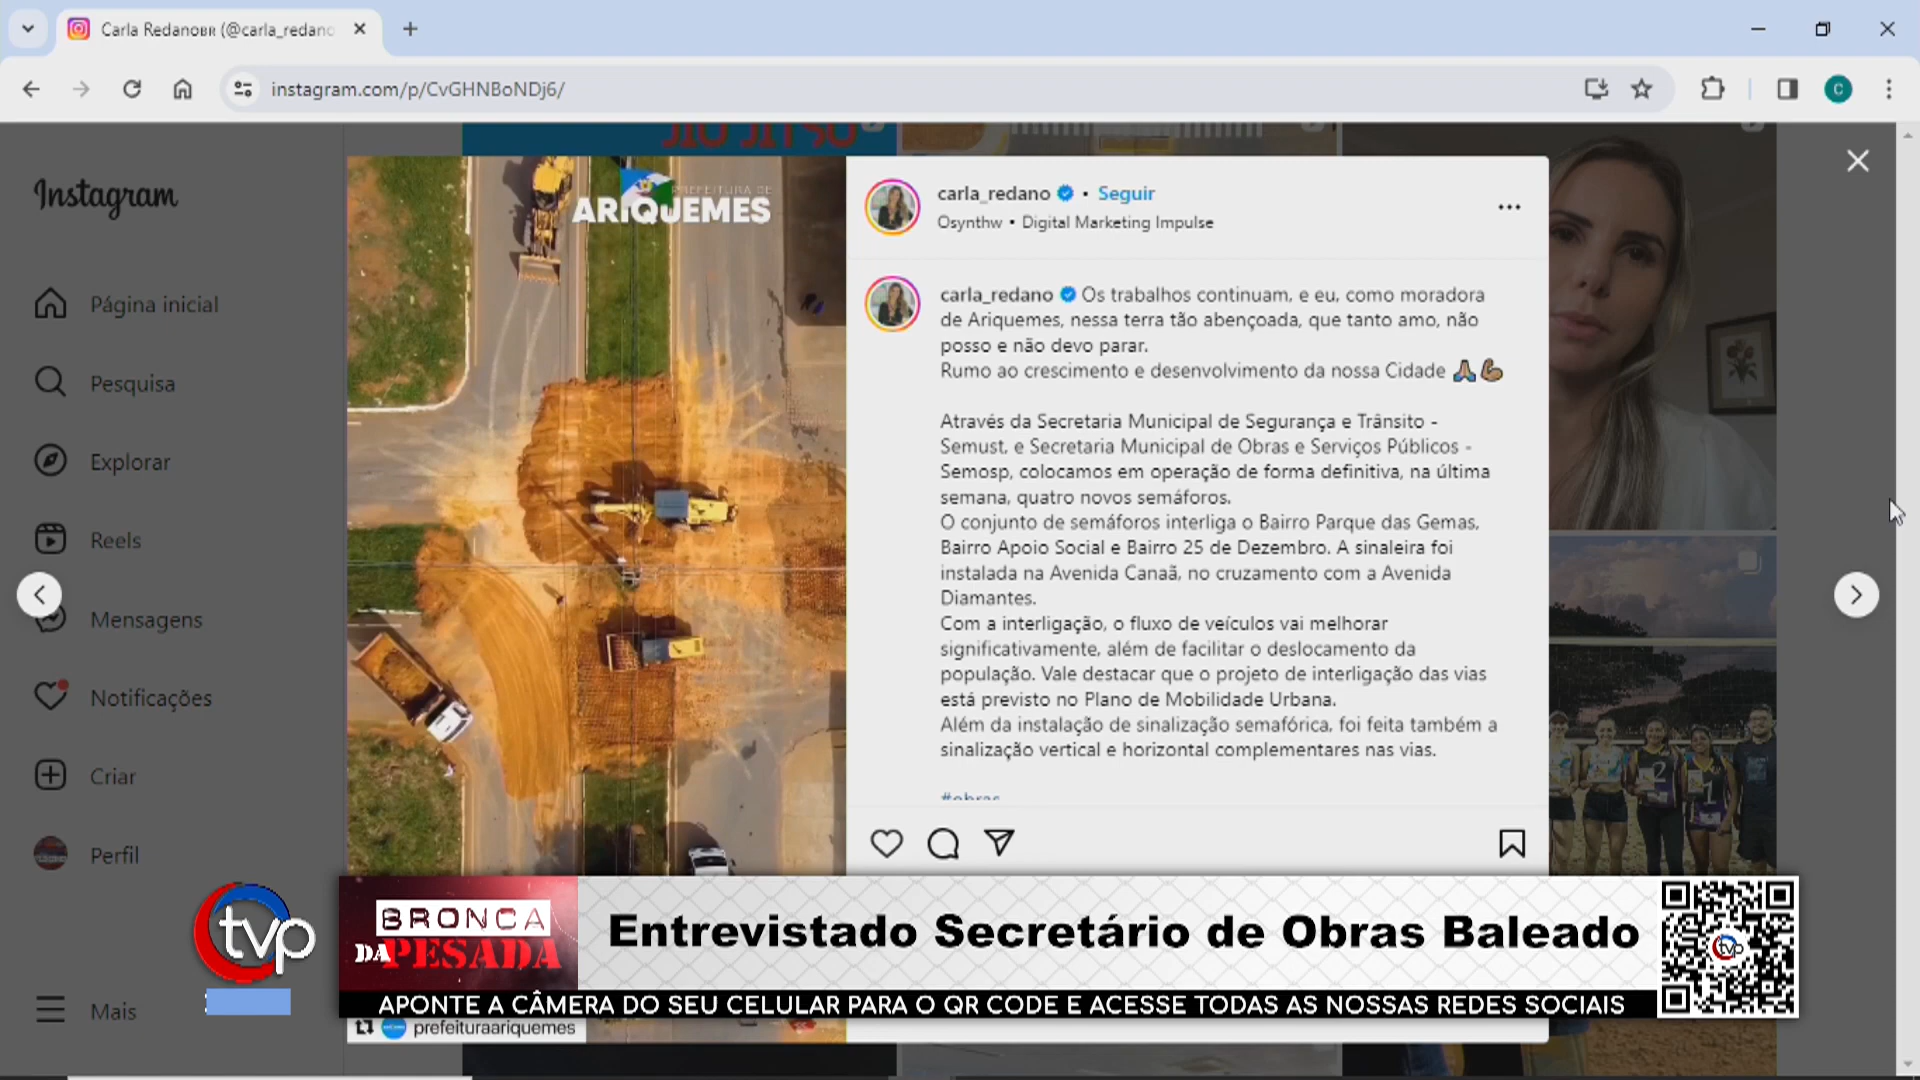 Carla RedanoBR (@carla_redano
instagram.com/p/CvGHNBoNDj6/
C
JIU JITSU
Instagram
Página inicial
Pesquisa
Explorar
Reels
Mensagens
Notificações
Criar
Perfil
Mais
PREFEITURA DE
ARIQUEMES
carla_redano • Seguir
Osynthw • Digital Marketing Impulse
carla_redano Os trabalhos continuam, e eu, como moradora
de Ariquemes, nessa terra tão abençoada, que tanto amo, não
posso e não devo parar.
Rumo ao crescimento e desenvolvimento da nossa Cidade 🙏🏽💪🏽
Através da Secretaria Municipal de Segurança e Trânsito -
Semust, e Secretaria Municipal de Obras e Serviços Públicos -
Semosp, colocamos em operação de forma definitiva, na última
semana, quatro novos semáforos.
O conjunto de semáforos interliga o Bairro Parque das Gemas,
Bairro Apoio Social e Bairro 25 de Dezembro. A sinaleira foi
instalada na Avenida Canaã, no cruzamento com a Avenida
Diamantes.
Com a interligação, o fluxo de veículos vai melhorar
significativamente, além de facilitar o deslocamento da
população. Vale destacar que o projeto de interligação das vias
está previsto no Plano de Mobilidade Urbana.
Além da instalação de sinalização semafórica, foi feita também a
sinalização vertical e horizontal complementares nas vias.
#obras
tvp
BRONCA
DA PESADA
Entrevistado Secretário de Obras Baleado
tvp
APONTE A CÂMERA DO SEU CELULAR PARA O QR CODE E ACESSE TODAS AS NOSSAS REDES SOCIAIS
prefeituraariquemes